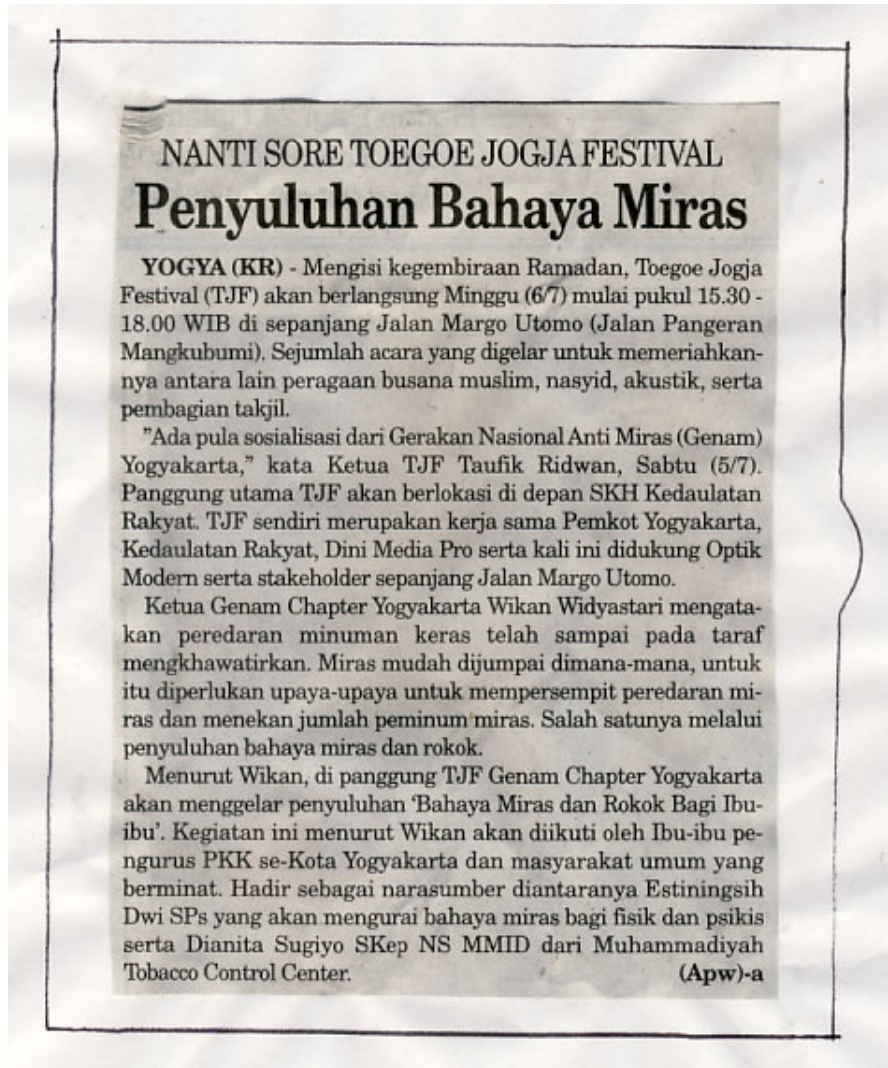 NANTI SORE TOEGOE JOGJA FESTIVAL
Penyuluhan Bahaya Miras
YOGYA (KR) - Mengisi kegembiraan Ramadan, Toegoe Jogja
Festival (TJF) akan berlangsung Minggu (6/7) mulai pukul 15.30 -
18.00 WIB di sepanjang Jalan Margo Utomo (Jalan Pangeran
Mangkubumi). Sejumlah acara yang digelar untuk memeriahkan-
nya antara lain peragaan busana muslim, nasyid, akustik, serta
pembagian takjil.
"Ada pula sosialisasi dari Gerakan Nasional Anti Miras (Genam)
Yogyakarta," kata Ketua TJF Taufik Ridwan, Sabtu (5/7).
Panggung utama TJF akan berlokasi di depan SKH Kedaulatan
Rakyat. TJF sendiri merupakan kerja sama Pemkot Yogyakarta,
Kedaulatan Rakyat, Dini Media Pro serta kali ini didukung Optik
Modern serta stakeholder sepanjang Jalan Margo Utomo.
Ketua Genam Chapter Yogyakarta Wikan Widyastari mengata-
kan peredaran minuman keras telah sampai pada taraf
mengkhawatirkan. Miras mudah dijumpai dimana-mana, untuk
itu diperlukan upaya-upaya untuk mempersempit peredaran mi-
ras dan menekan jumlah peminum miras. Salah satunya melalui
penyuluhan bahaya miras dan rokok.
Menurut Wikan, di panggung TJF Genam Chapter Yogyakarta
akan menggelar penyuluhan 'Bahaya Miras dan Rokok Bagi Ibu-
ibu'. Kegiatan ini menurut Wikan akan diikuti oleh Ibu-ibu pe-
ngurus PKK se-Kota Yogyakarta dan masyarakat umum yang
berminat. Hadir sebagai narasumber diantaranya Estiningsih
Dwi SPs yang akan mengurai bahaya miras bagi fisik dan psikis
serta Dianita Sugiyo SKep NS MMID dari Muhammadiyah
Tobacco Control Center. (Apw)-a